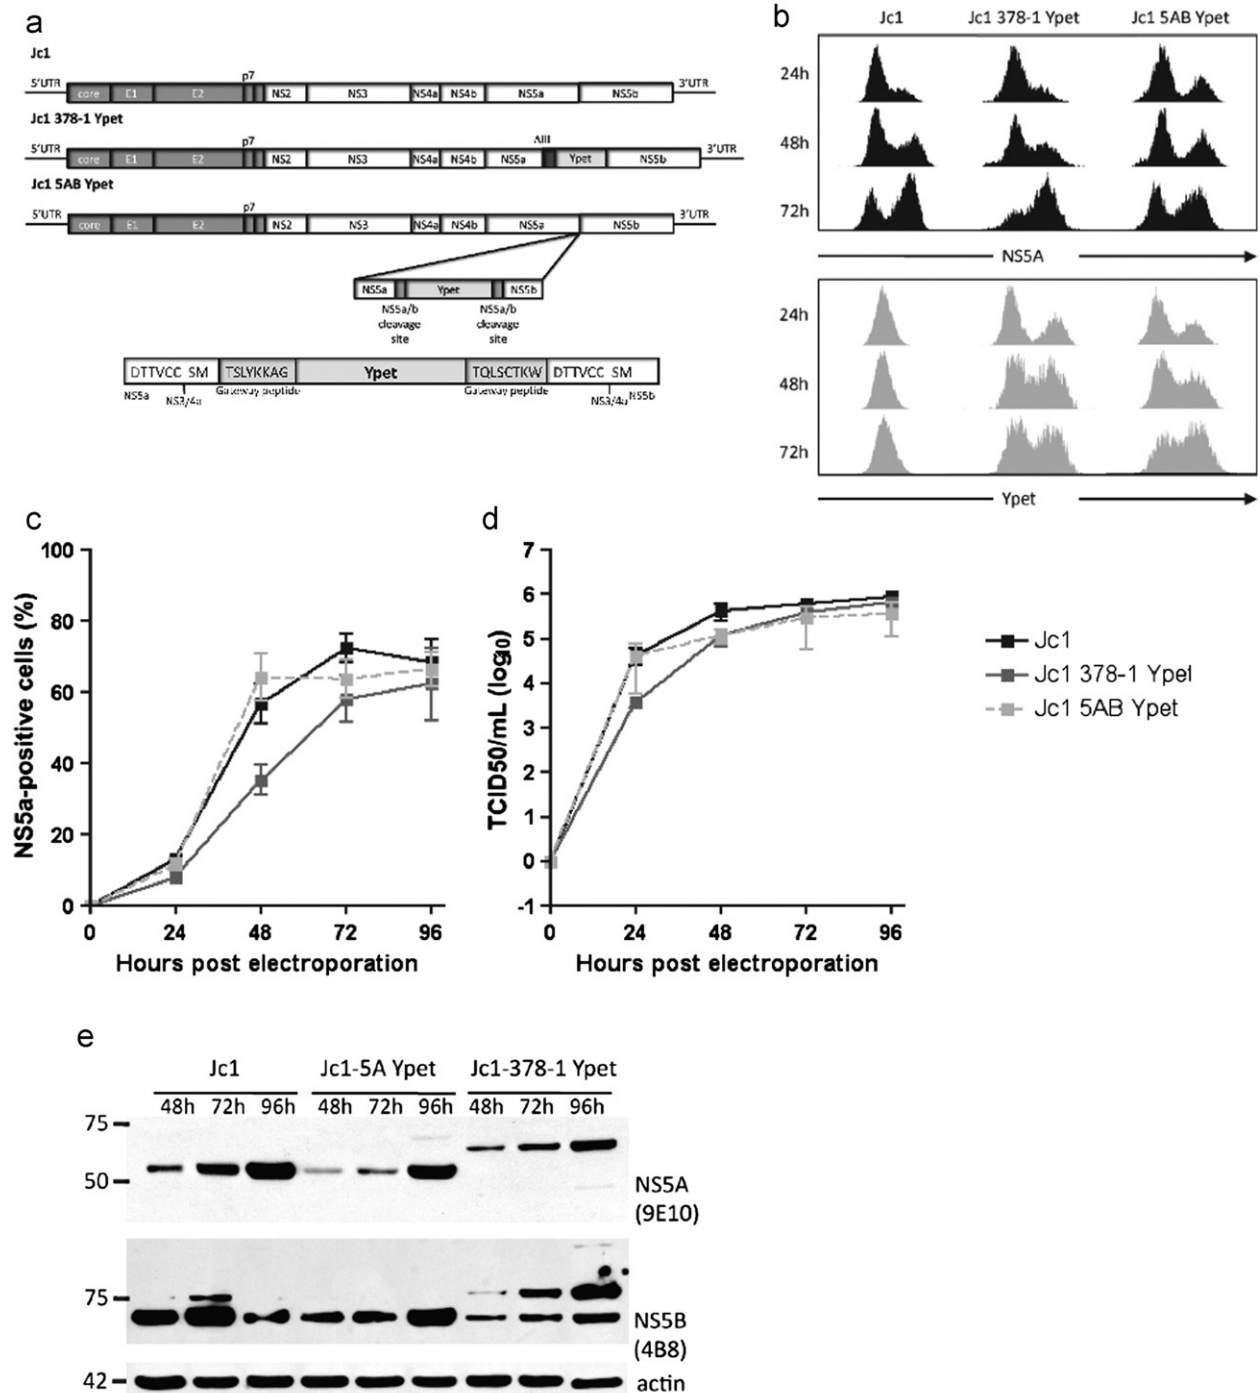 a
Jc1
p7
5'UTR 3'UTR
core E1 E2 NS2 NS3 NS4a NS4b NS5a NS5b
Jc1 378-1 Ypet
p7 ΔIII
5'UTR 3'UTR
core E1 E2 NS2 NS3 NS4a NS4b NS5a Ypet NS5b
Jc1 5AB Ypet
p7
5'UTR 3'UTR
core E1 E2 NS2 NS3 NS4a NS4b NS5a NS5b
NS5a Ypet NS5b
NS5a/b NS5a/b
cleavage cleavage
site site
DTTVCC SM TSLYKKAG Ypet TQLSCTKW DTTVCC SM
Gateway peptide Gateway peptide
NS5a NS3/4a NS3/4a NS5b
b
Jc1 Jc1 378-1 Ypet Jc1 5AB Ypet
24h
48h
72h
NS5A
24h
48h
72h
Ypet
c
NS5a-positive cells (%)
100
80
60
40
20
0
0 24 48 72 96
Hours post electroporation
d
TCID50/mL (log0)
7
6
5
4
3
2
1
0
-1
0 24 48 72 96
Hours post electroporation
Jc1
Jc1 378-1 Ypet
Jc1 5AB Ypet
e
Jc1 Jc1-5A Ypet Jc1-378-1 Ypet
48h 72h 96h 48h 72h 96h 48h 72h 96h
75
50
NS5A
(9E10)
75
NS5B
(4B8)
42 actin